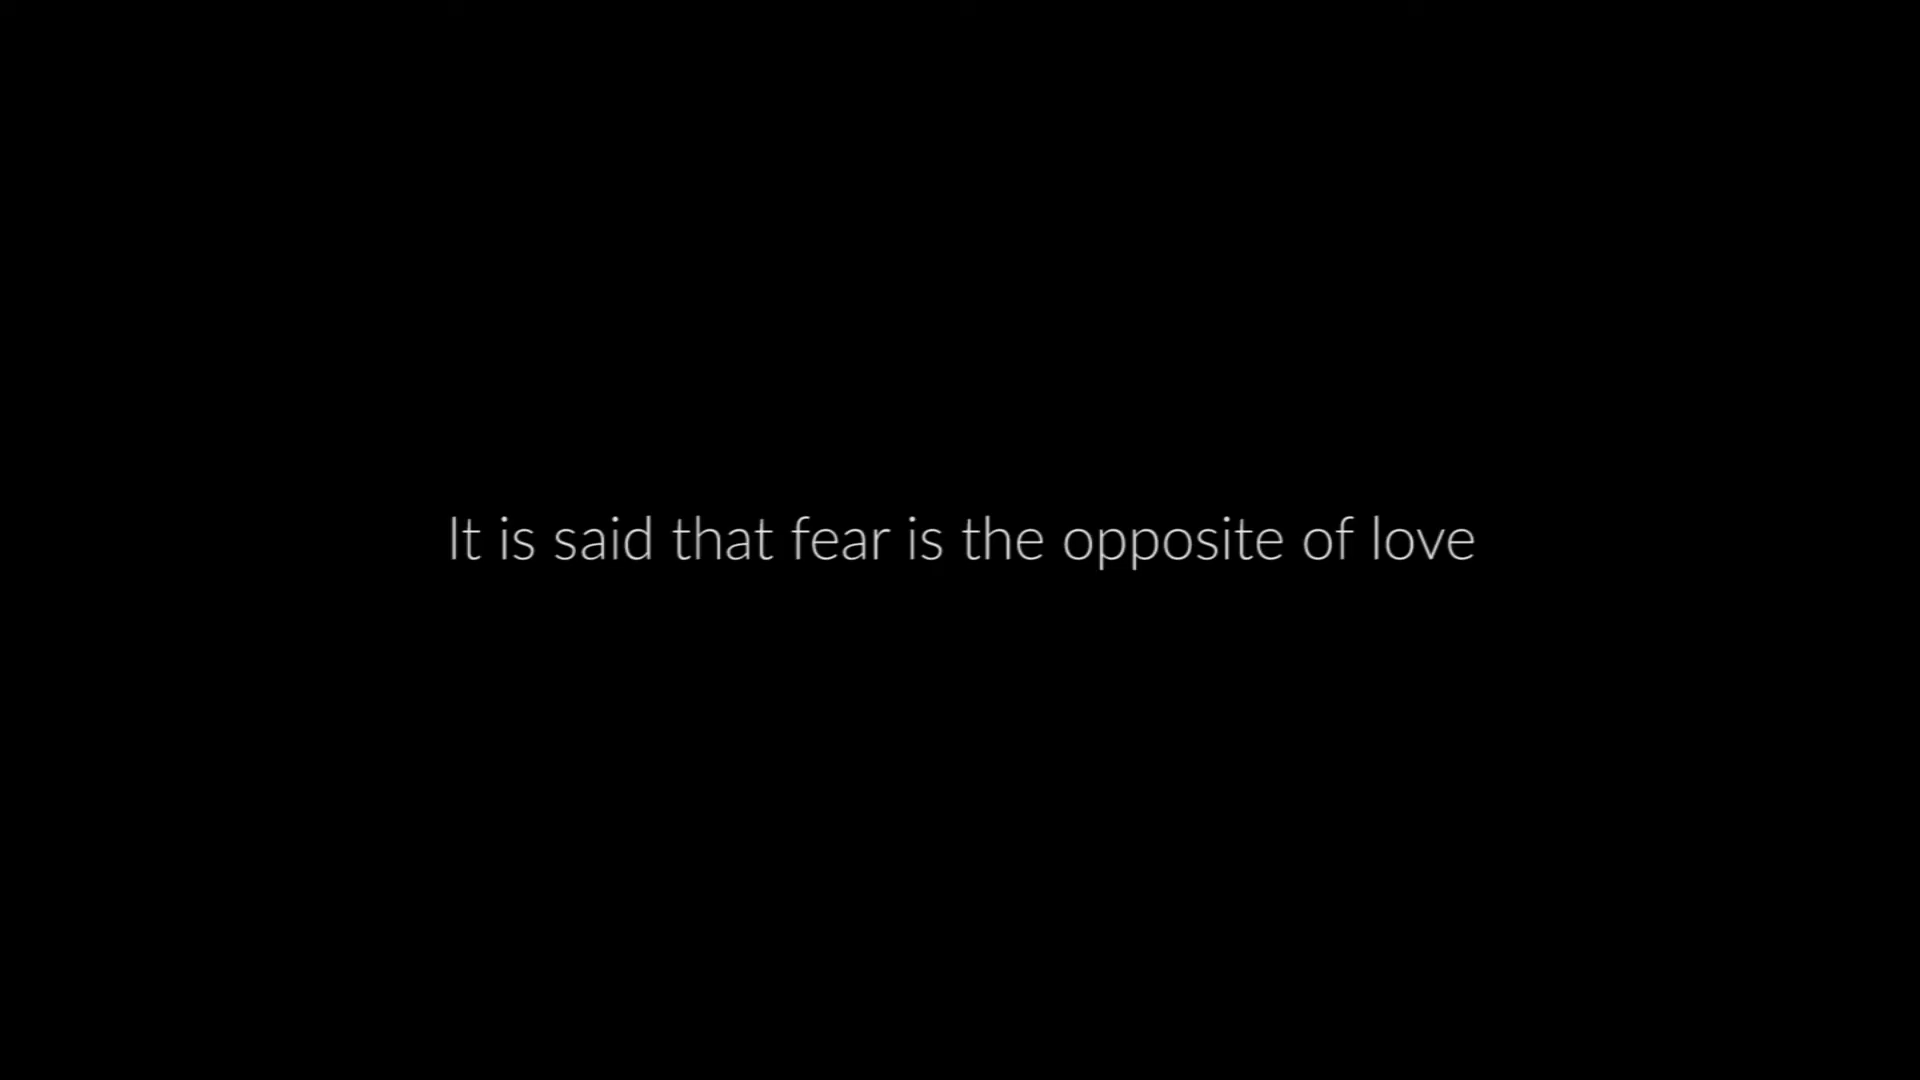 It is said that fear is the opposite of love